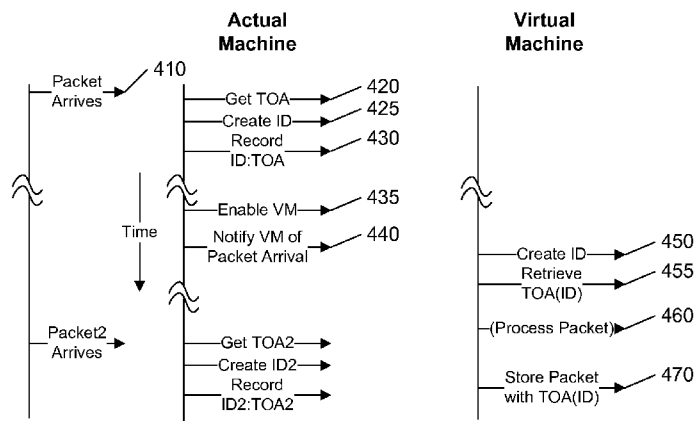 Actual
Machine
Virtual
Machine
Packet
Arrives
410
Get TOA
420
Create ID
425
Record
ID:TOA
430
Time
Enable VM
435
Notify VM of
Packet Arrival
440
Create ID
450
Retrieve
TOA(ID)
455
(Process Packet)
460
Packet2
Arrives
Get TOA2
Create ID2
Record
ID2:TOA2
Store Packet
with TOA(ID)
470